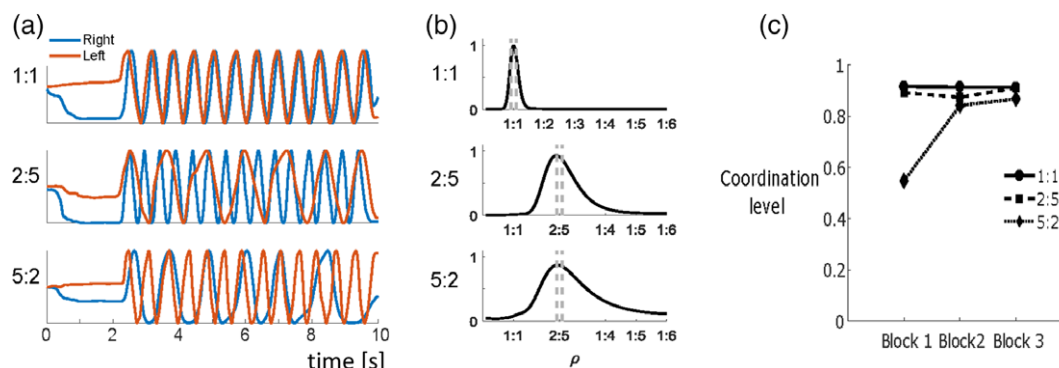 (a)
Right
Left
1:1
2:5
5:2
0 2 4 6 8 10
time [s]
(b)
1:1
1
0
1:1 1:2 1:3 1:4 1:5 1:6
2:5
1
0
1:1 2:5 1:4 1:5 1:6
5:2
1
0
1:1 2:5 1:4 1:5 1:6
ρ
(c)
1
0.8
0.6
0.4
0.2
0
Coordination
level
1:1
2:5
5:2
Block 1 Block2 Block 3